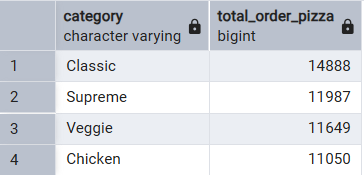 category total_order_pizza
character varying bigint
1 Classic 14888
2 Supreme 11987
3 Veggie 11649
4 Chicken 11050